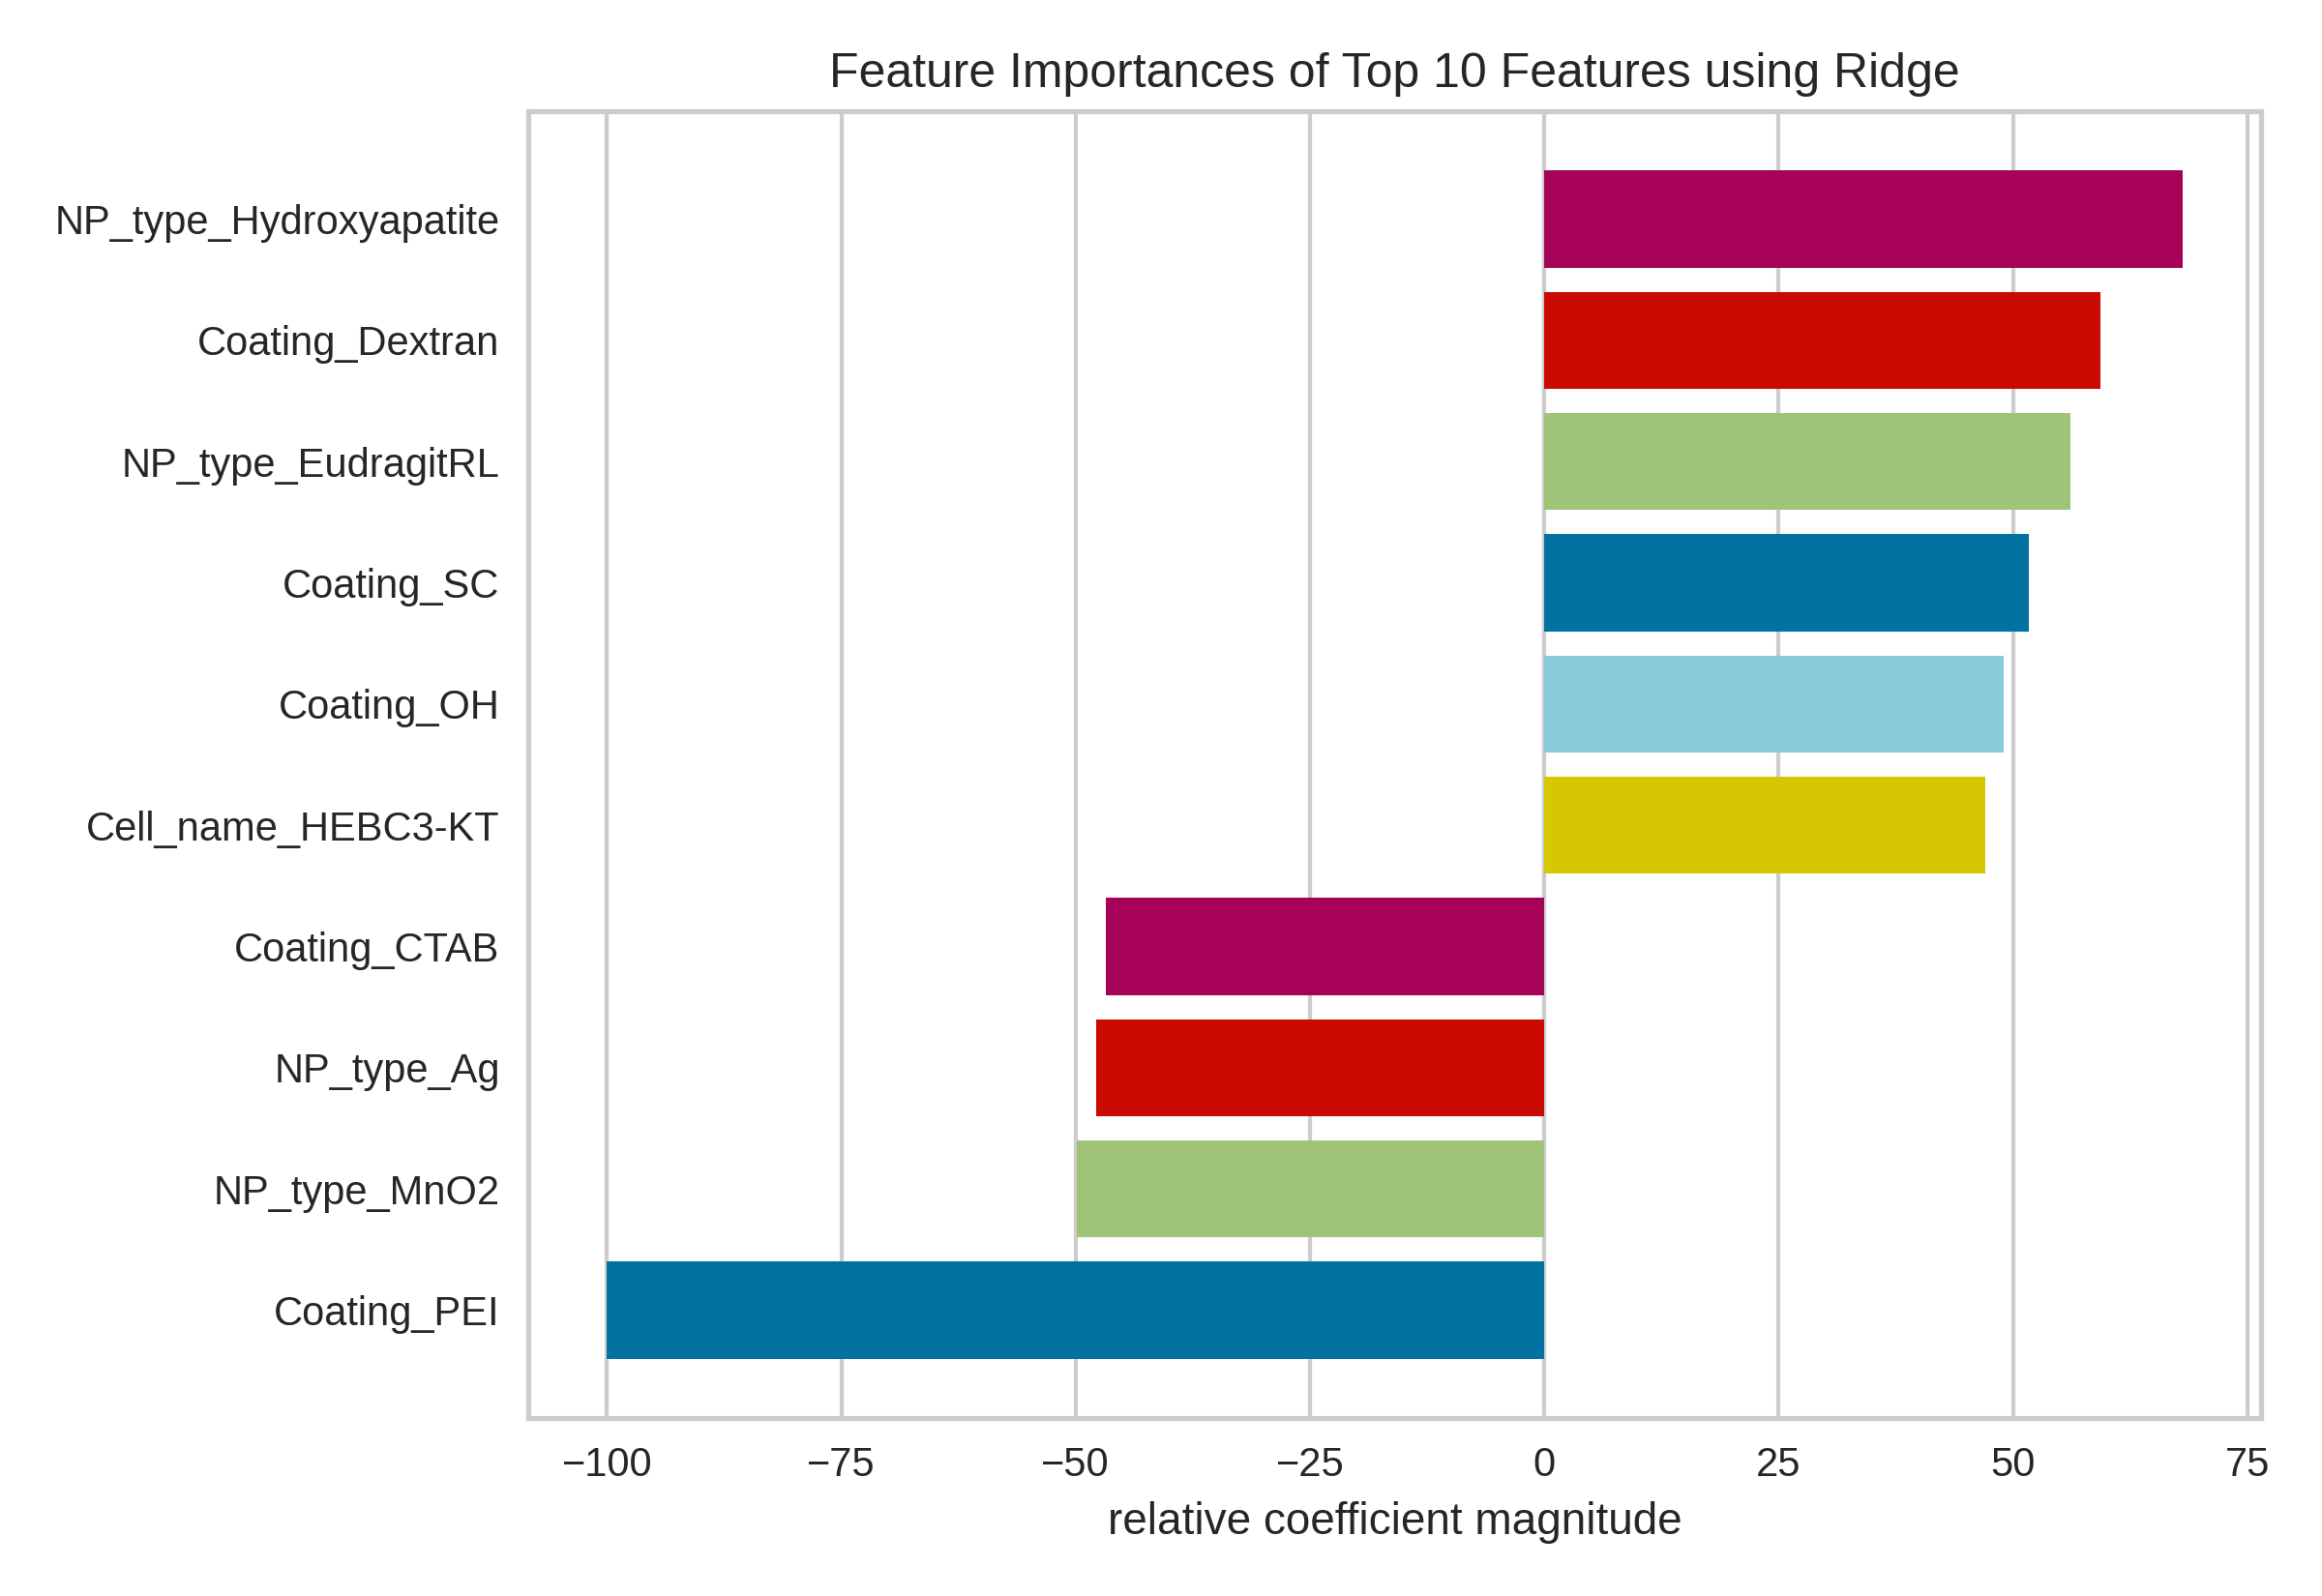 Feature Importances of Top 10 Features using Ridge
NP_type_Hydroxyapatite
Coating_Dextran
NP_type_EudragitRL
Coating_SC
Coating_OH
Cell_name_HEBC3-KT
Coating_CTAB
NP_type_Ag
NP_type_MnO2
Coating_PEI
−100 −75 −50 −25 0 25 50 75
relative coefficient magnitude